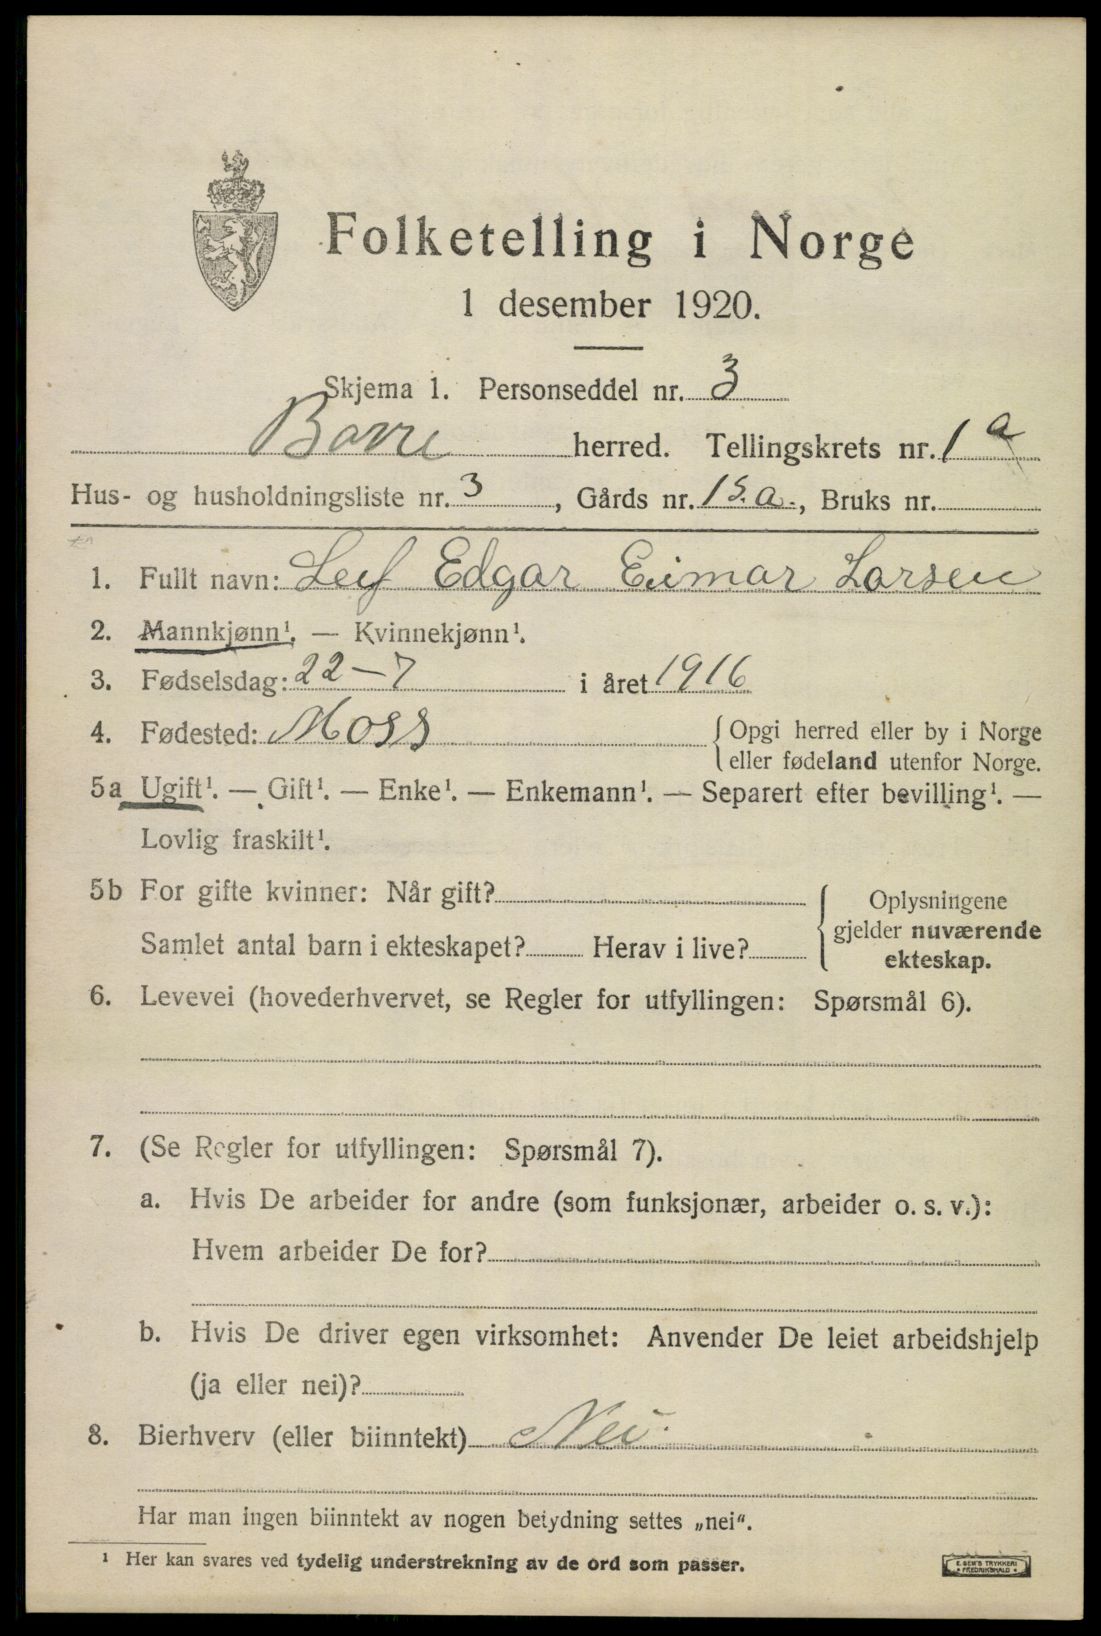 Folketelling i Norge
1 desember 1920.
Skjema 1. Personseddel nr. 3
Borre herred. Tellingskrets nr. 1 a
Hus- og husholdningsliste nr. 3, Gårds nr. 15.a., Bruks nr.
1. Fullt navn: Leif Edgar Eimar Larsen
2. Mannkjønn¹. — Kvinnekjønn¹.
3. Fødselsdag: 22-7 i året 1916
4. Fødested: Moss { Opgi herred eller by i Norge
eller fødeland utenfor Norge.
5a Ugift¹. — Gift¹. — Enke¹. — Enkemann¹. — Separert efter bevilling¹. —
Lovlig fraskilt¹.
5b For gifte kvinner: Når gift? { Oplysningene
gjelder nuværende
Samlet antal barn i ekteskapet? Herav i live?
ekteskap.
6. Levevei (hovederhvervet, se Regler for utfyllingen: Spørsmål 6).
7. (Se Regler for utfyllingen: Spørsmål 7).
a. Hvis De arbeider for andre (som funksjonær, arbeider o. s. v.):
Hvem arbeider De for?
b. Hvis De driver egen virksomhet: Anvender De leiet arbeidshjelp
(ja eller nei)?
8. Bierhverv (eller biinntekt) Nei.
Har man ingen biinntekt av nogen betydning settes „nei".
¹ Her kan svares ved tydelig understrekning av de ord som passer.
E. SEM'S TRYKKERI
• FREDRIKSHALD •